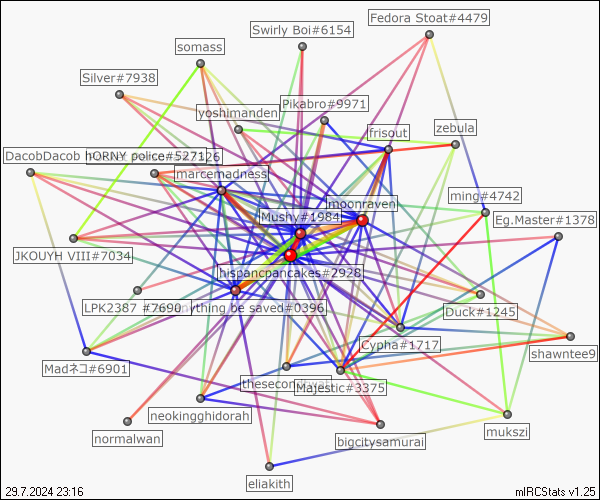 Fedora Stoat#4479
Swirly Boi#6154
somass
Silver#7938
Pikabro#9971
yoshimanden
frisout
zebula
DacobDacob
HORNY police#527126
marcemadness
ming#4742
moonraven
Mushy#1984
Eg.Master#1378
JKOUYH VIII#7034
hispancpancakes#2928
LPK2387 #7690
nything be saved#0396
Duck#1245
Cypha#1717
shawntee9
Madネコ#6901
thesecond
Majestic#3375
neokingghidorah
mukszi
normalwan
bigcitysamurai
eliakith
29.7.2024 23:16
mIRCStats v1.25